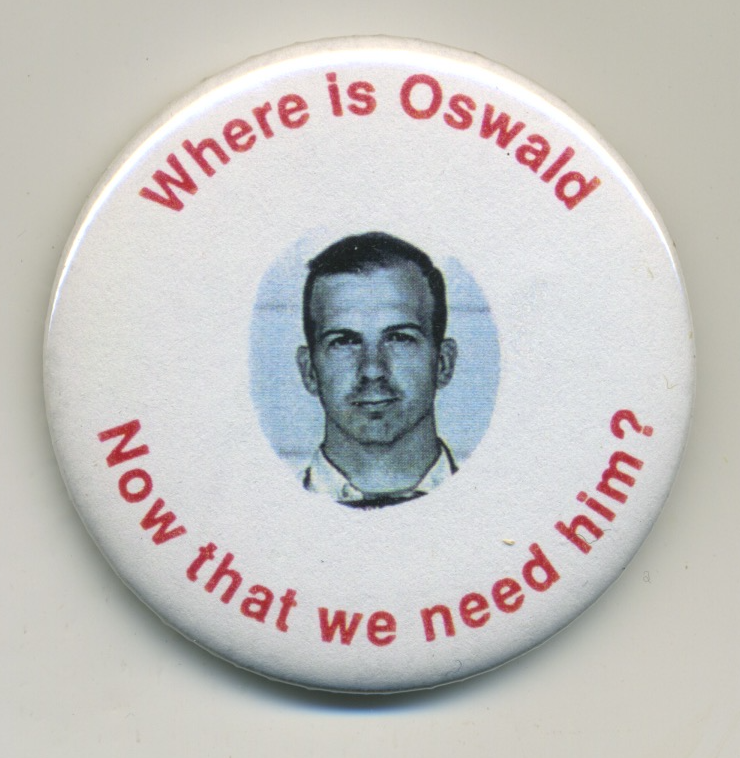 Where is Oswald
Now that we need him?